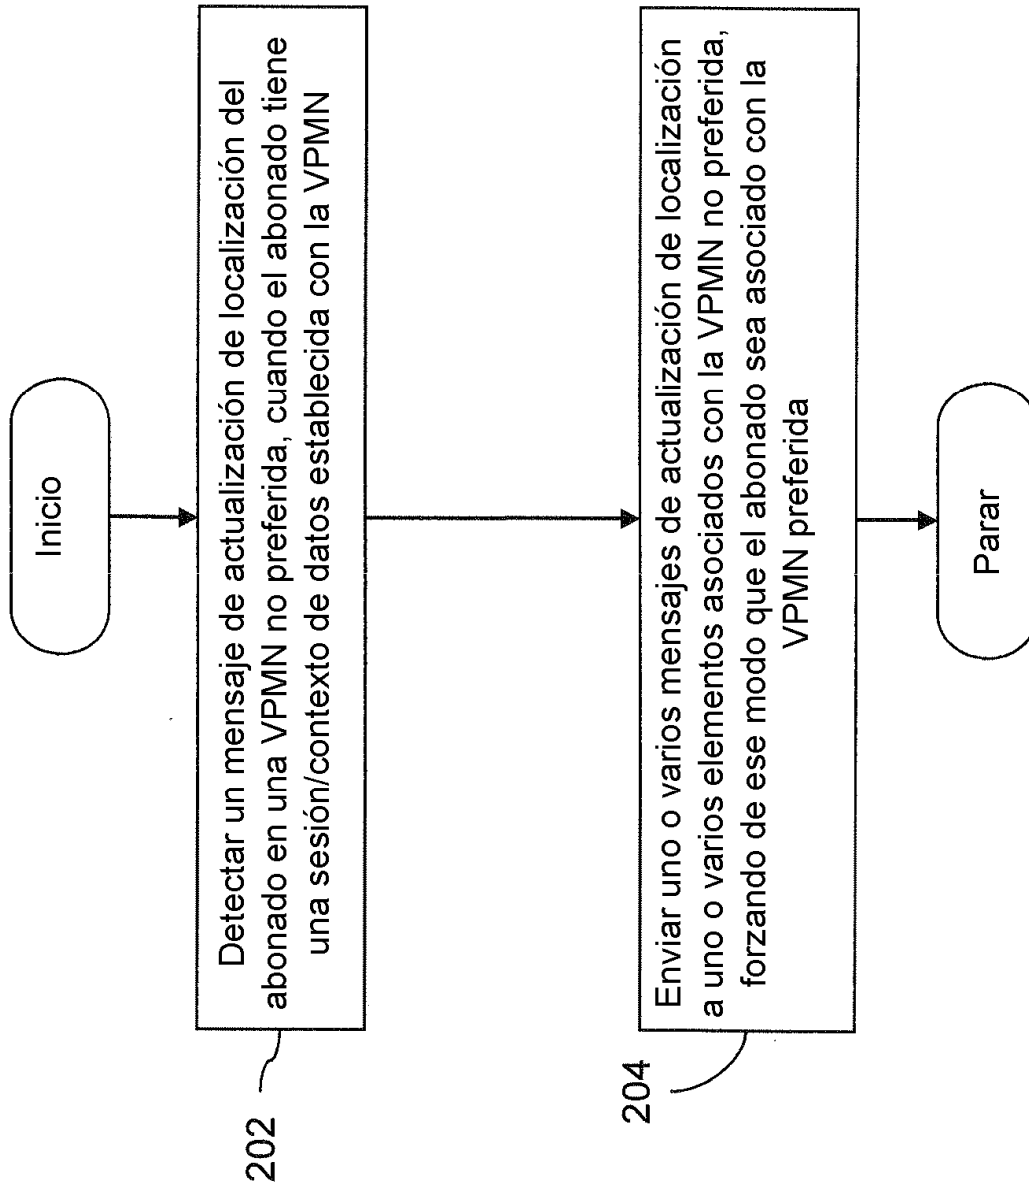 Inicio
Detectar un mensaje de actualización de localización del
abonado en una VPMN no preferida, cuando el abonado tiene
una sesión/contexto de datos establecida con la VPMN
202
Enviar uno o varios mensajes de actualización de localización
a uno o varios elementos asociados con la VPMN no preferida,
forzando de ese modo que el abonado sea asociado con la
VPMN preferida
204
Parar